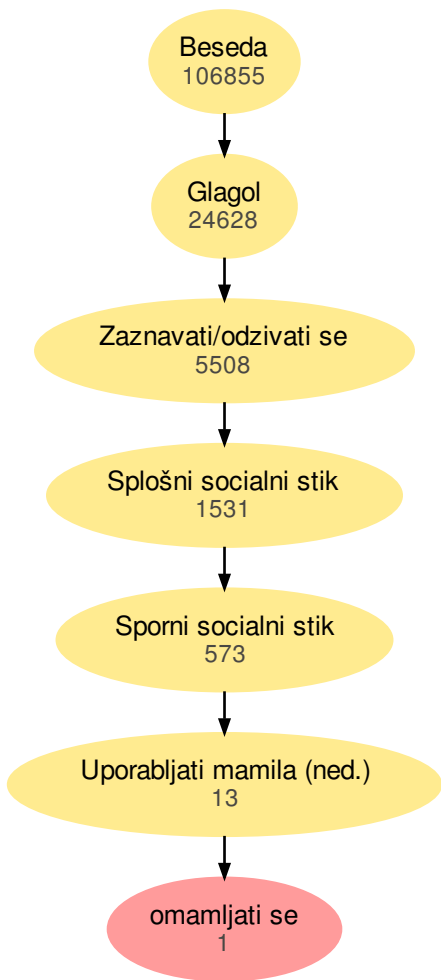 Beseda
106855
Glagol
24628
Zaznavati/odzivati se
5508
Splošni socialni stik
1531
Sporni socialni stik
573
Uporabljati mamila (ned.)
13
omamljati se
1